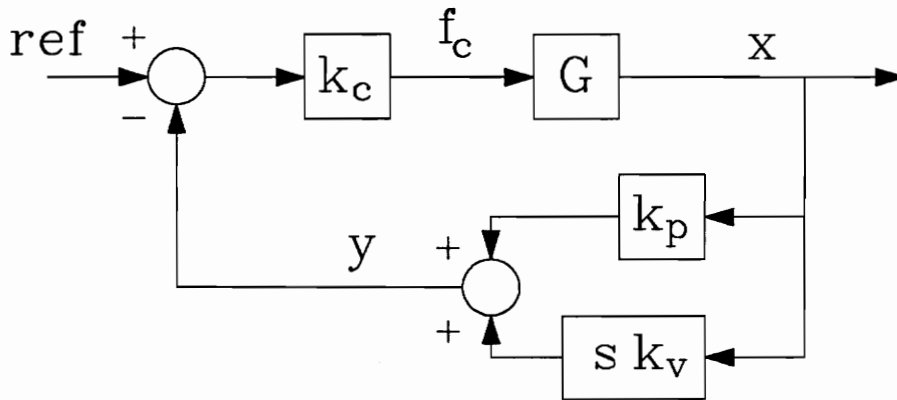 ref
+
−
k_c
f_c
G
x
k_p
y
+
+
s k_v